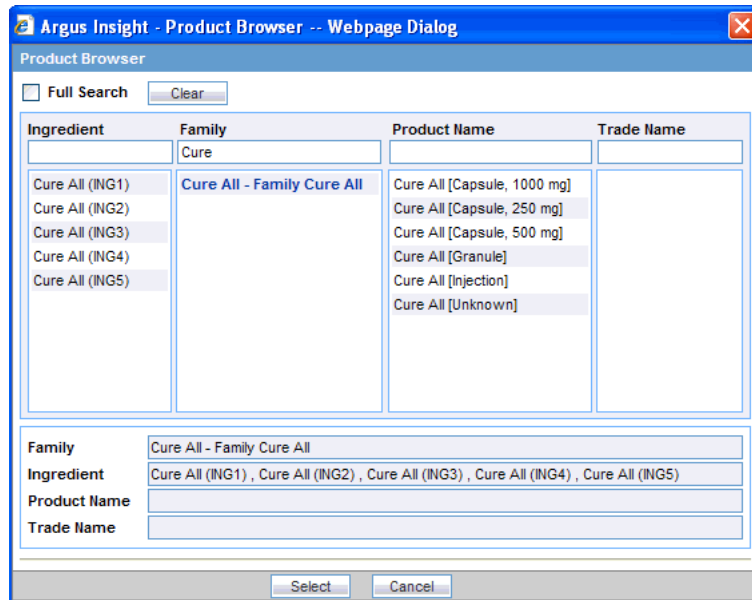 Argus Insight - Product Browser -- Webpage Dialog
Product Browser
Full Search Clear
Ingredient Family Product Name Trade Name
Cure
Cure All (ING1) Cure All - Family Cure All Cure All [Capsule, 1000 mg]
Cure All (ING2) Cure All [Capsule, 250 mg]
Cure All (ING3) Cure All [Capsule, 500 mg]
Cure All (ING4) Cure All [Granule]
Cure All (ING5) Cure All [Injection]
Cure All [Unknown]
Family Cure All - Family Cure All
Ingredient Cure All (ING1) , Cure All (ING2) , Cure All (ING3) , Cure All (ING4) , Cure All (ING5)
Product Name
Trade Name
Select Cancel